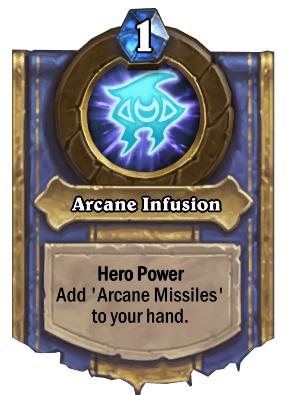 1
Arcane Infusion
Hero Power
Add 'Arcane Missiles'
to your hand.